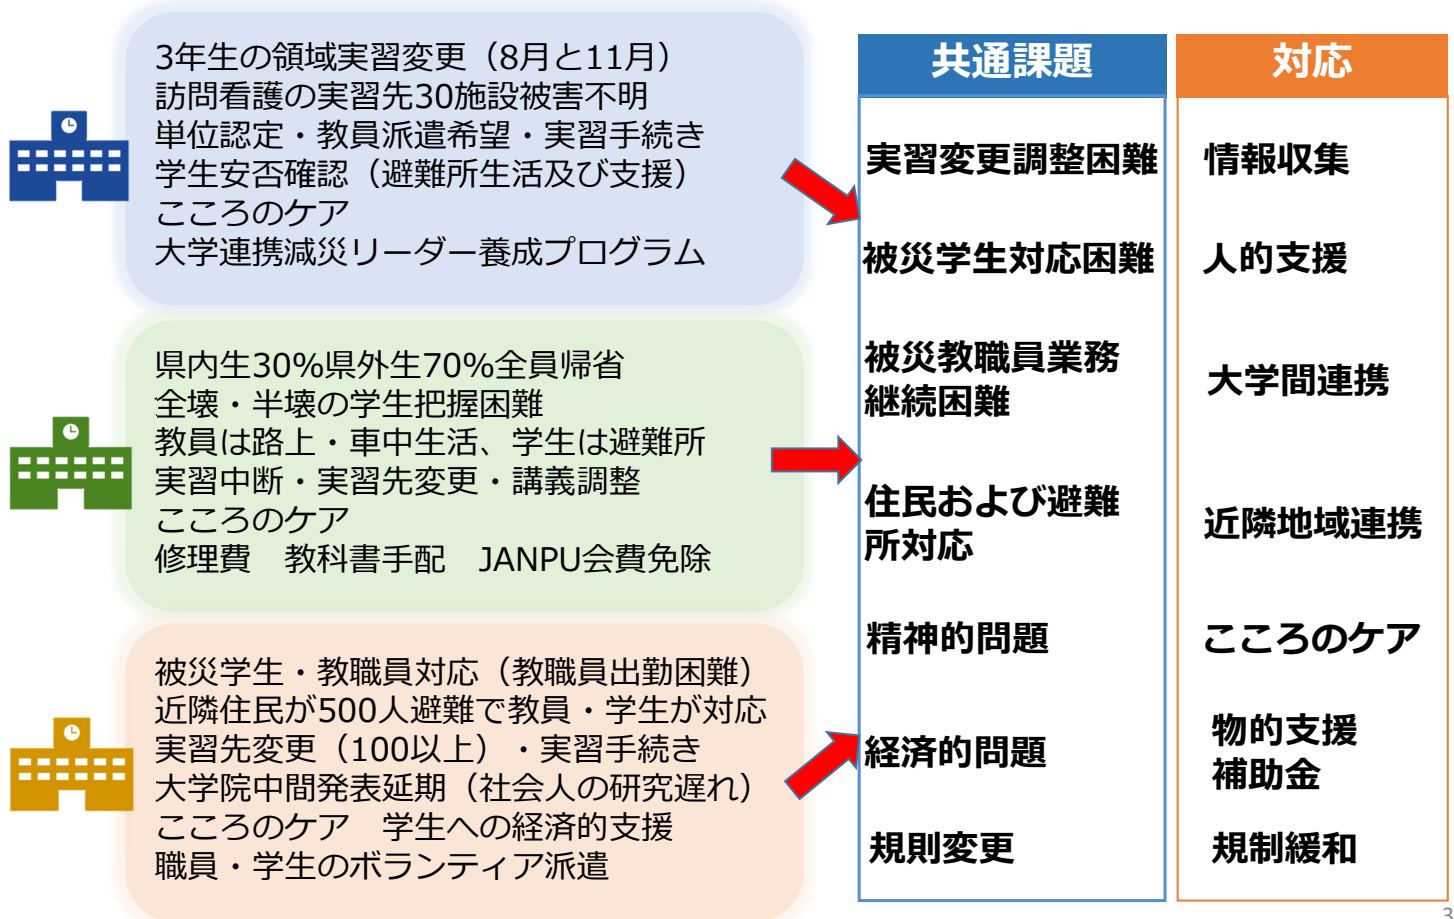 3年生の領域実習変更（8月と11月）
訪問看護の実習先30施設被害不明
単位認定・教員派遣希望・実習手続き
学生安否確認（避難所生活及び支援）
こころのケア
大学連携減災リーダー養成プログラム
県内生30%県外生70%全員帰省
全壊・半壊の学生把握困難
教員は路上・車中生活、学生は避難所
実習中断・実習先変更・講義調整
こころのケア
修理費　教科書手配　JANPU会費免除
被災学生・教職員対応（教職員出勤困難）
近隣住民が500人避難で教員・学生が対応
実習先変更（100以上）・実習手続き
大学院中間発表延期（社会人の研究遅れ）
こころのケア　学生への経済的支援
職員・学生のボランティア派遣
共通課題
実習変更調整困難
被災学生対応困難
被災教職員業務
継続困難
住民および避難
所対応
精神的問題
経済的問題
規則変更
対応
情報収集
人的支援
大学間連携
近隣地域連携
こころのケア
物的支援
補助金
規制緩和
3